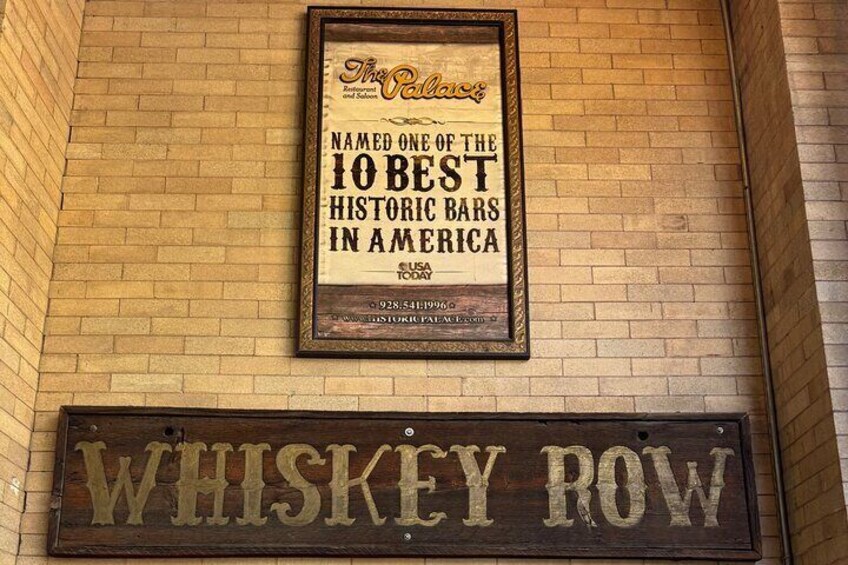 The Palace
Restaurant
and Saloon
NAMED ONE OF THE
10 BEST
HISTORIC BARS
IN AMERICA
USA
TODAY
928.541.1996
www.HISTORICPALACE.com
WHISKEY ROW